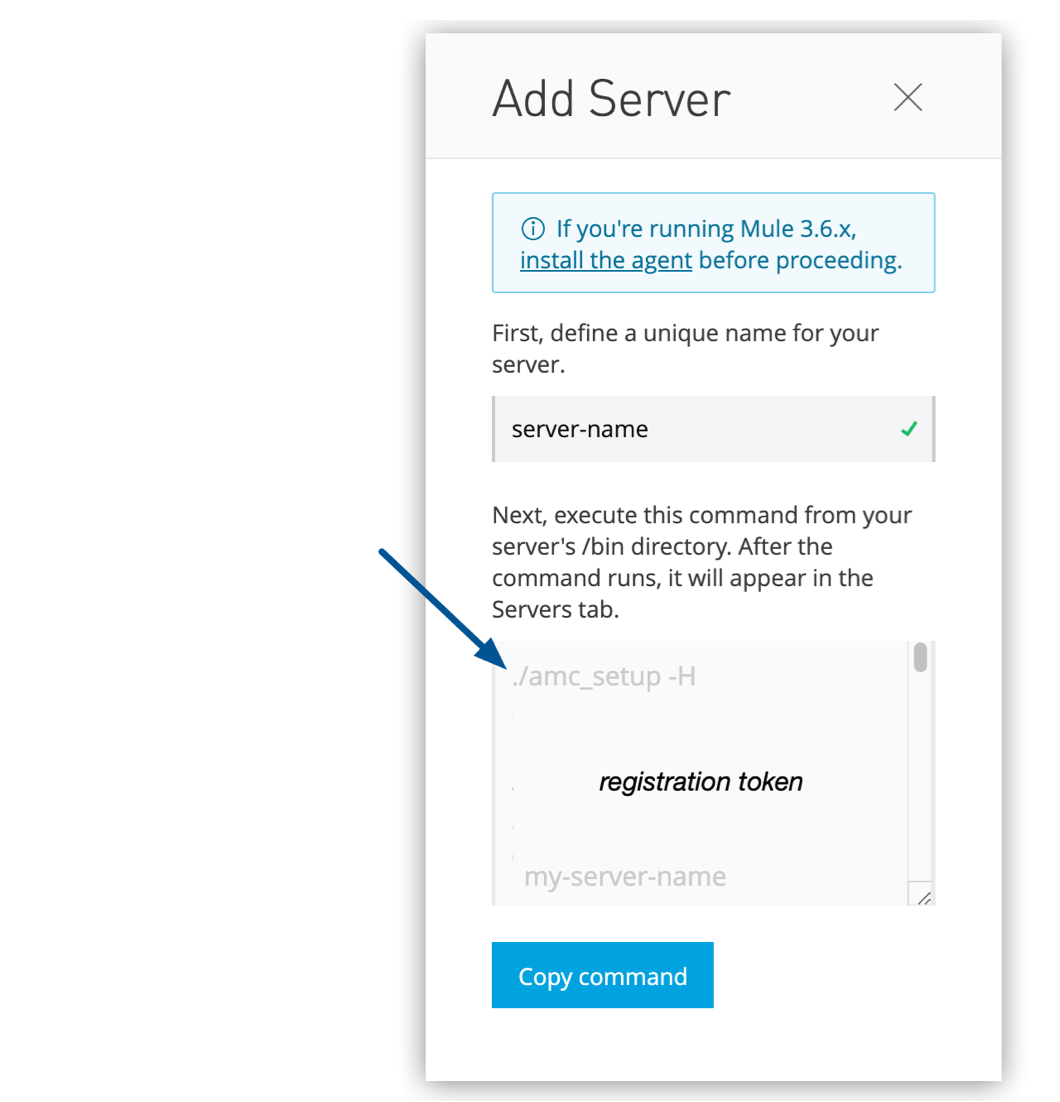 Add Server
If you're running Mule 3.6.x,
install the agent before proceeding.
First, define a unique name for your
server.
server-name
Next, execute this command from your
server's /bin directory. After the
command runs, it will appear in the
Servers tab.
./amc_setup -H
registration token
my-server-name
Copy command